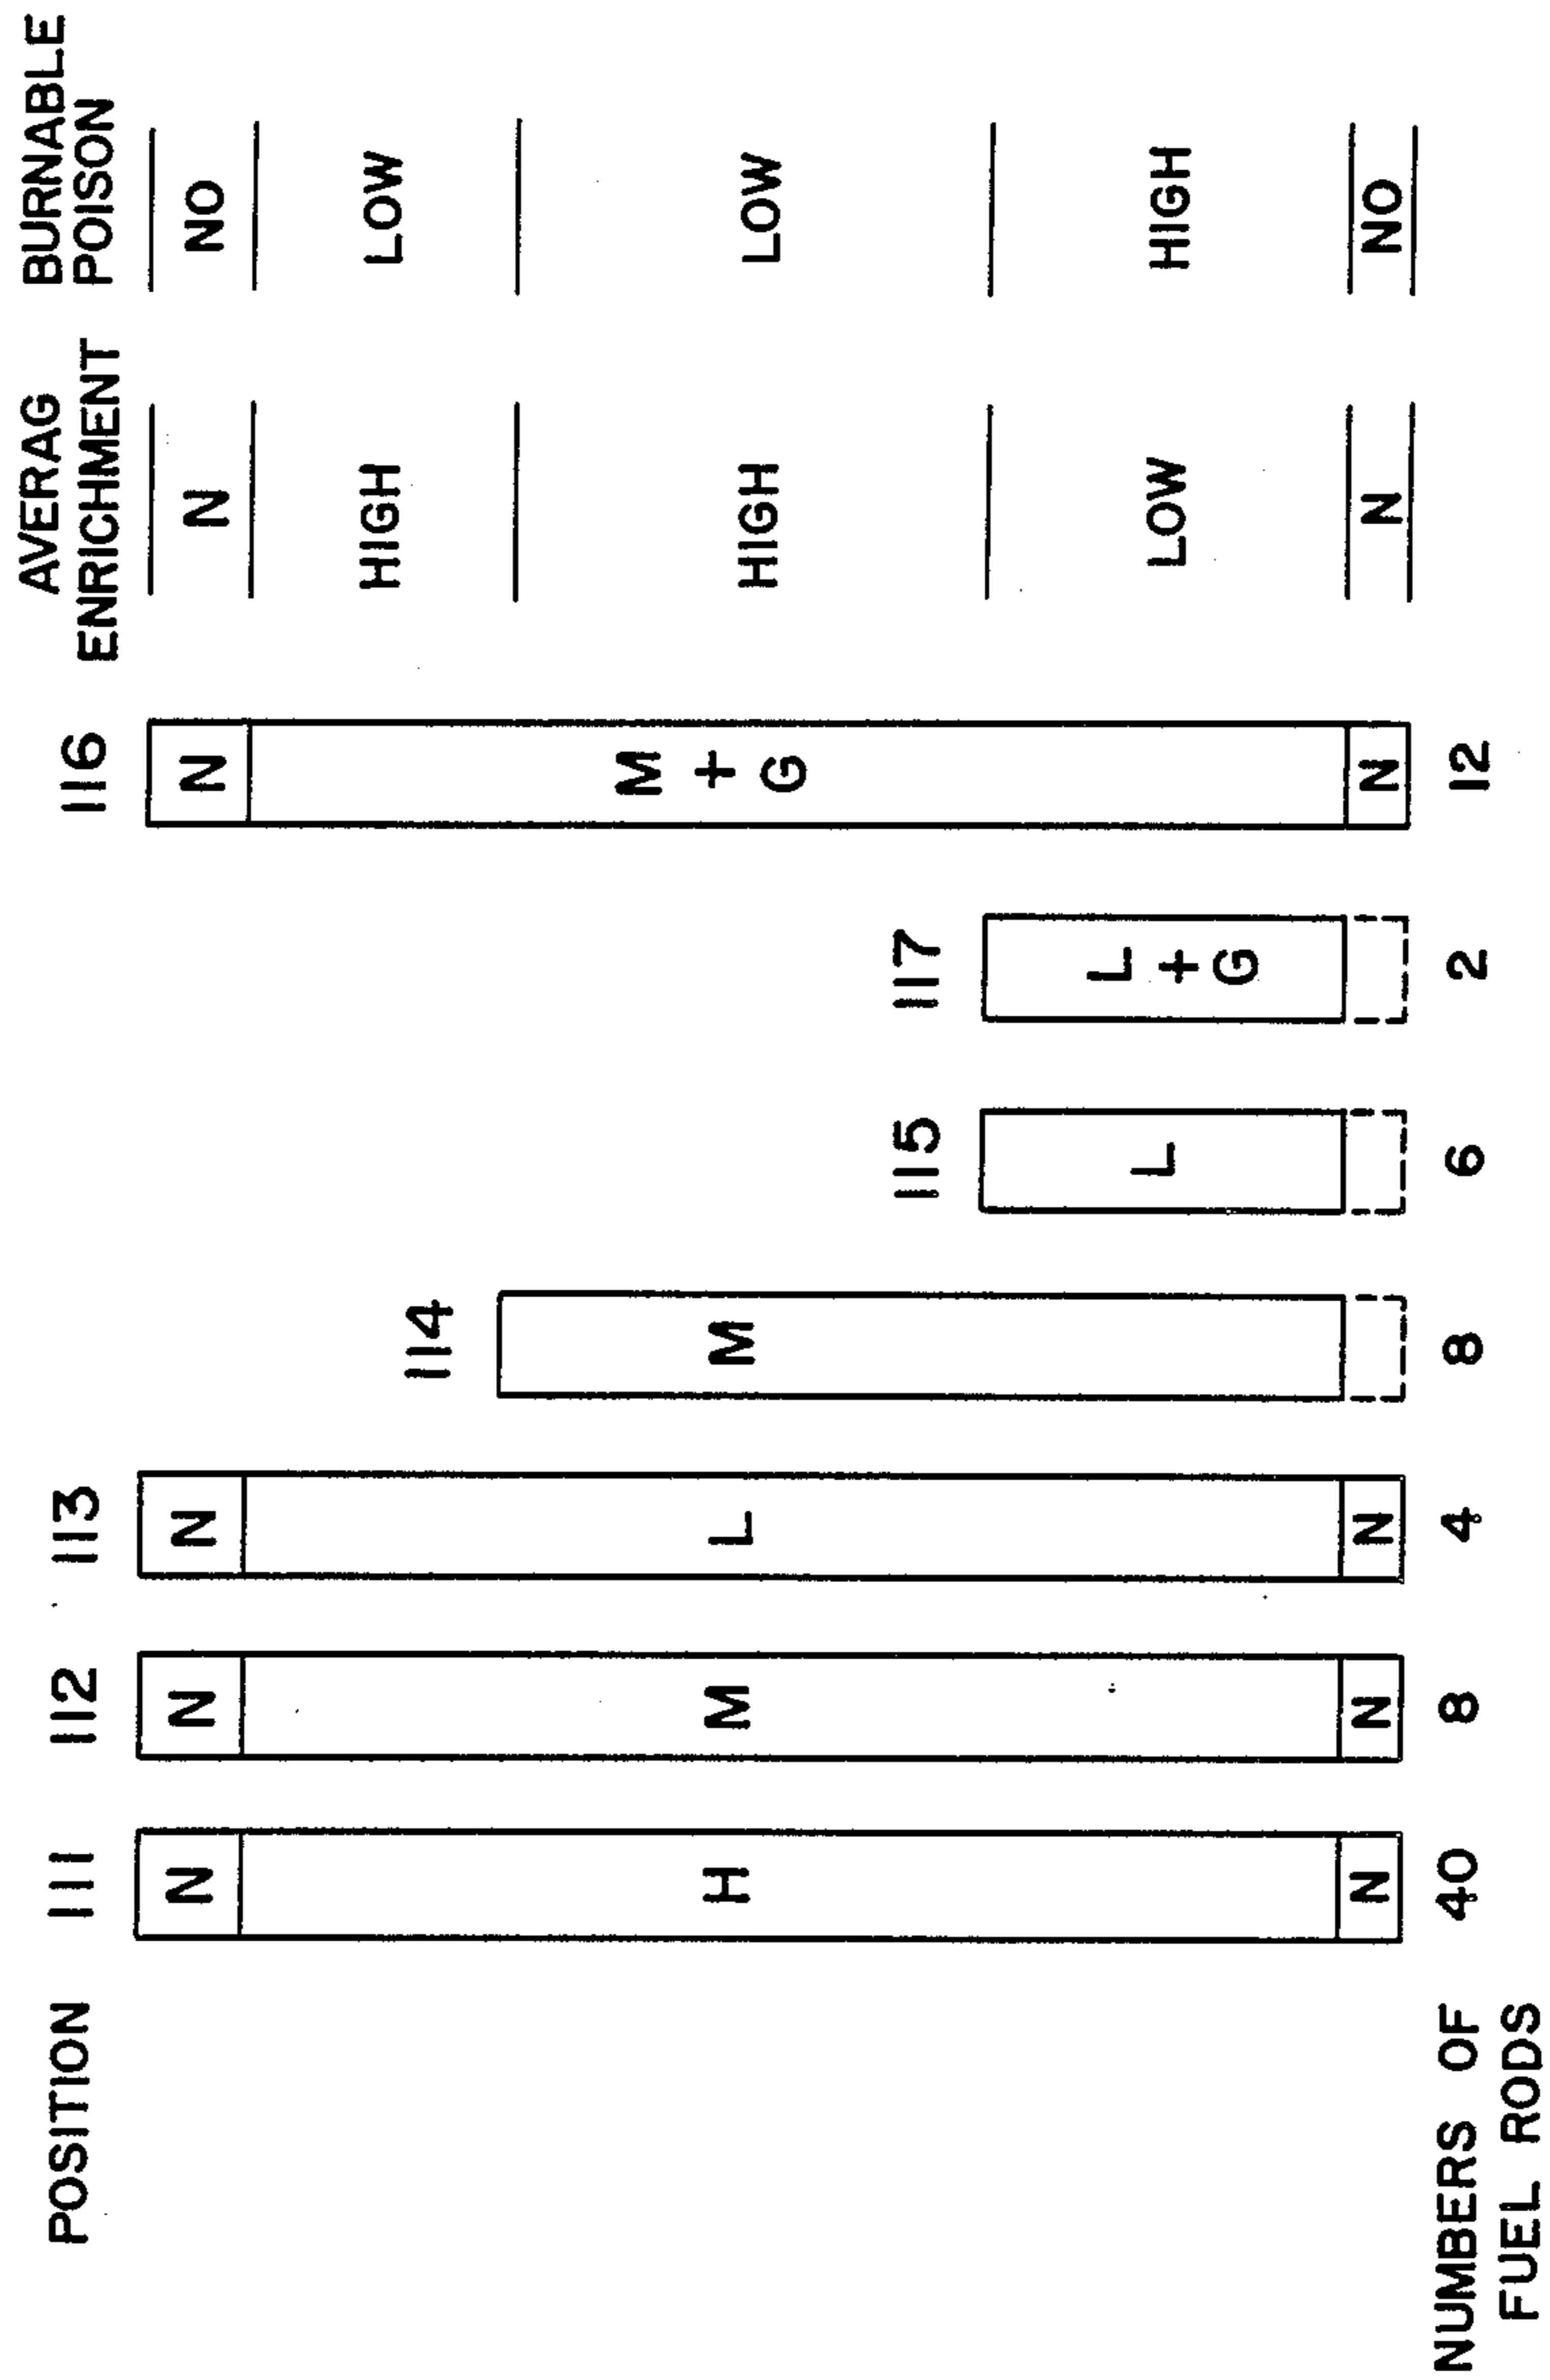 POSITION 111 112 113 114 115 117 116 AVERAG BURNABLE
ENRICHMENT POISON
N N N N N NO
HIGH LOW
H M L M L L M HIGH LOW
+ +
G G
LOW HIGH
N N N N N NO
NUMBERS OF 40 8 4 8 6 2 12
FUEL RODS